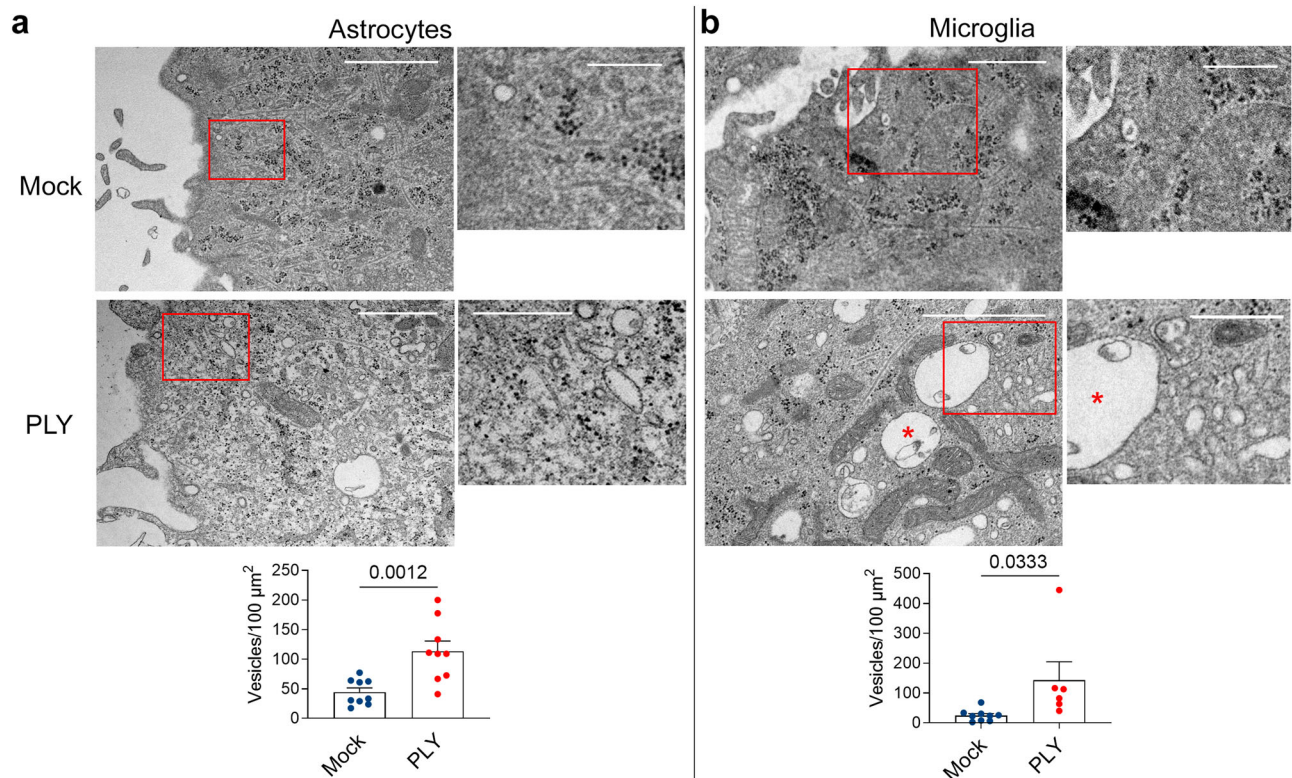 a
Astrocytes
Mock
PLY
Vesicles/100 µm²
250
200
150
100
50
0
0.0012
Mock
PLY
b
Microglia
*
*
Vesicles/100 µm²
500
400
300
200
100
0
0.0333
Mock
PLY